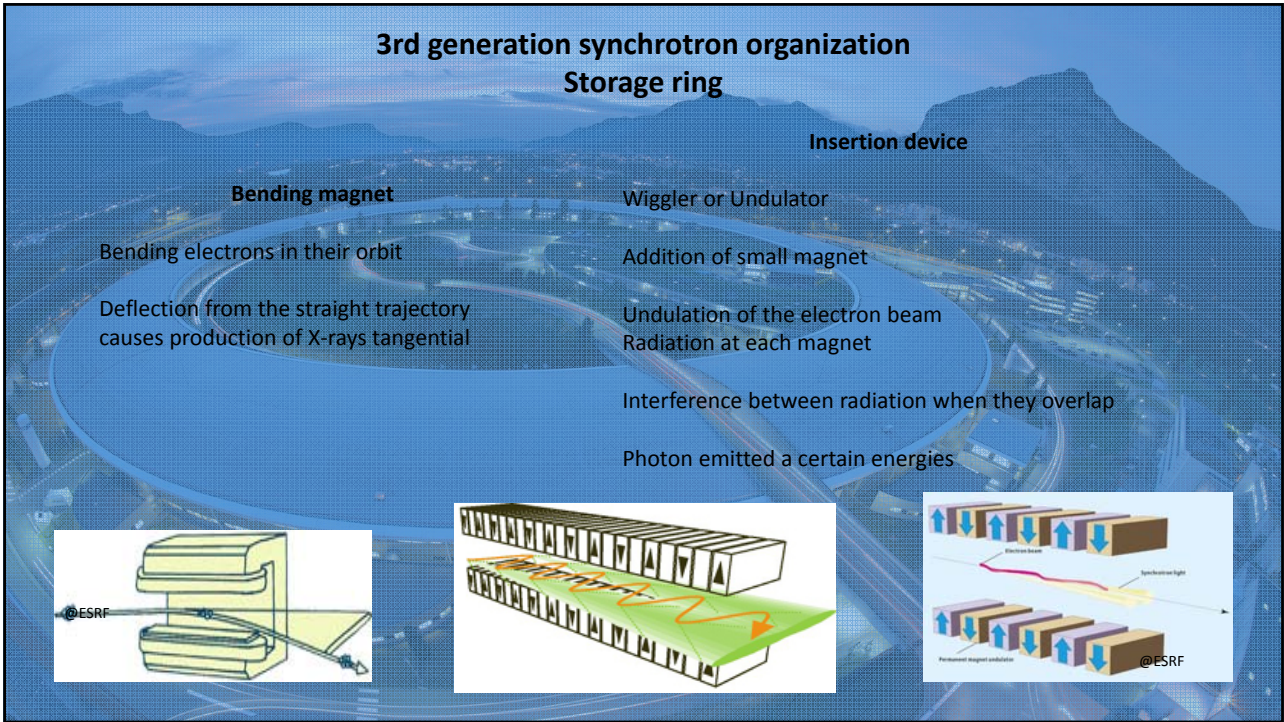 3rd generation synchrotron organization
Storage ring
Bending magnet
Bending electrons in their orbit
Deflection from the straight trajectory
causes production of X-rays tangential
Insertion device
Wiggler or Undulator
Addition of small magnet
Undulation of the electron beam
Radiation at each magnet
Interference between radiation when they overlap
Photon emitted a certain energies
@ESRF
Electron beam
Synchrotron light
Permanent magnet undulator
@ESRF